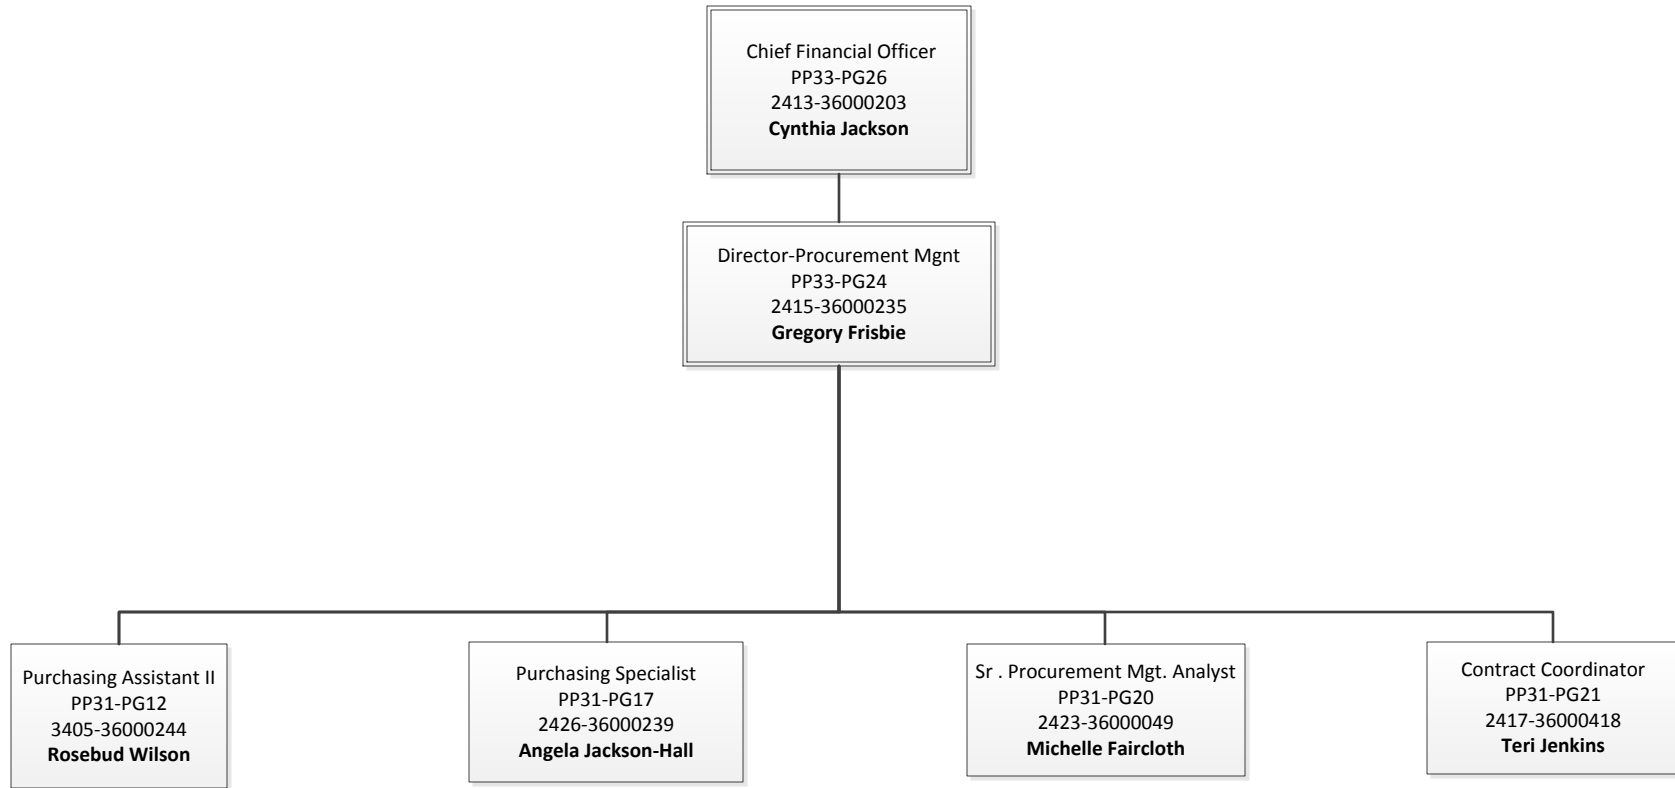 Chief Financial Officer
PP33-PG26
2413-36000203
Cynthia Jackson
Director-Procurement Mgnt
PP33-PG24
2415-36000235
Gregory Frisbie
Purchasing Assistant II
PP31-PG12
3405-36000244
Rosebud Wilson
Purchasing Specialist
PP31-PG17
2426-36000239
Angela Jackson-Hall
Sr . Procurement Mgt. Analyst
PP31-PG20
2423-36000049
Michelle Faircloth
Contract Coordinator
PP31-PG21
2417-36000418
Teri Jenkins